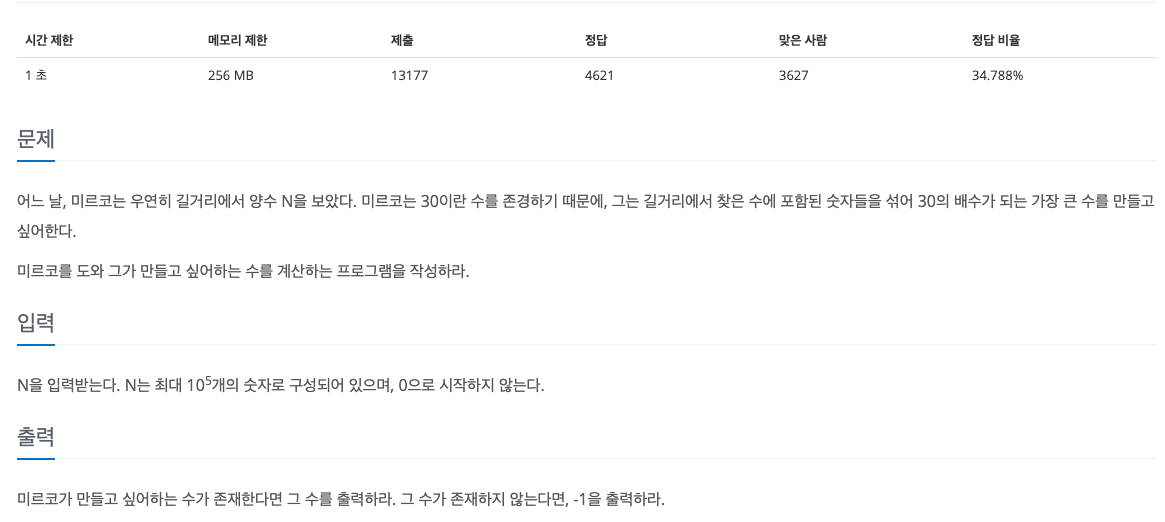 시간 제한 메모리 제한 제출 정답 맞은 사람 정답 비율
1 초 256 MB 13177 4621 3627 34.788%
문제
어느 날, 미르코는 우연히 길거리에서 양수 N을 보았다. 미르코는 30이란 수를 존경하기 때문에, 그는 길거리에서 찾은 수에 포함된 숫자들을 섞어 30의 배수가 되는 가장 큰 수를 만들고
싶어한다.
미르코를 도와 그가 만들고 싶어하는 수를 계산하는 프로그램을 작성하라.
입력
N을 입력받는다. N는 최대 10⁵개의 숫자로 구성되어 있으며, 0으로 시작하지 않는다.
출력
미르코가 만들고 싶어하는 수가 존재한다면 그 수를 출력하라. 그 수가 존재하지 않는다면, -1을 출력하라.